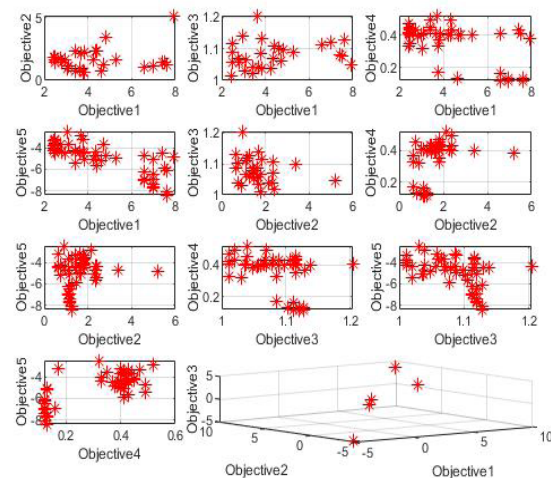 Objective2
5
0
2 4 6 8
Objective1
Objective3
1.2
1.1
1
2 4 6 8
Objective1
Objective4
0.4
0.2
2 4 6 8
Objective1
Objective5
-4
-6
-8
2 4 6 8
Objective1
Objective3
1.2
1.1
1
0 2 4 6
Objective2
Objective4
0.4
0.2
0 2 4 6
Objective2
Objective5
-4
-6
-8
0 2 4 6
Objective2
Objective4
0.4
0.2
1 1.1 1.2
Objective3
Objective5
-4
-6
-8
1 1.1 1.2
Objective3
Objective5
-4
-6
-8
0.2 0.4 0.6
Objective4
Objective3
5
0
-5
10
5
0
-5
Objective2
-5
0
5
10
Objective1